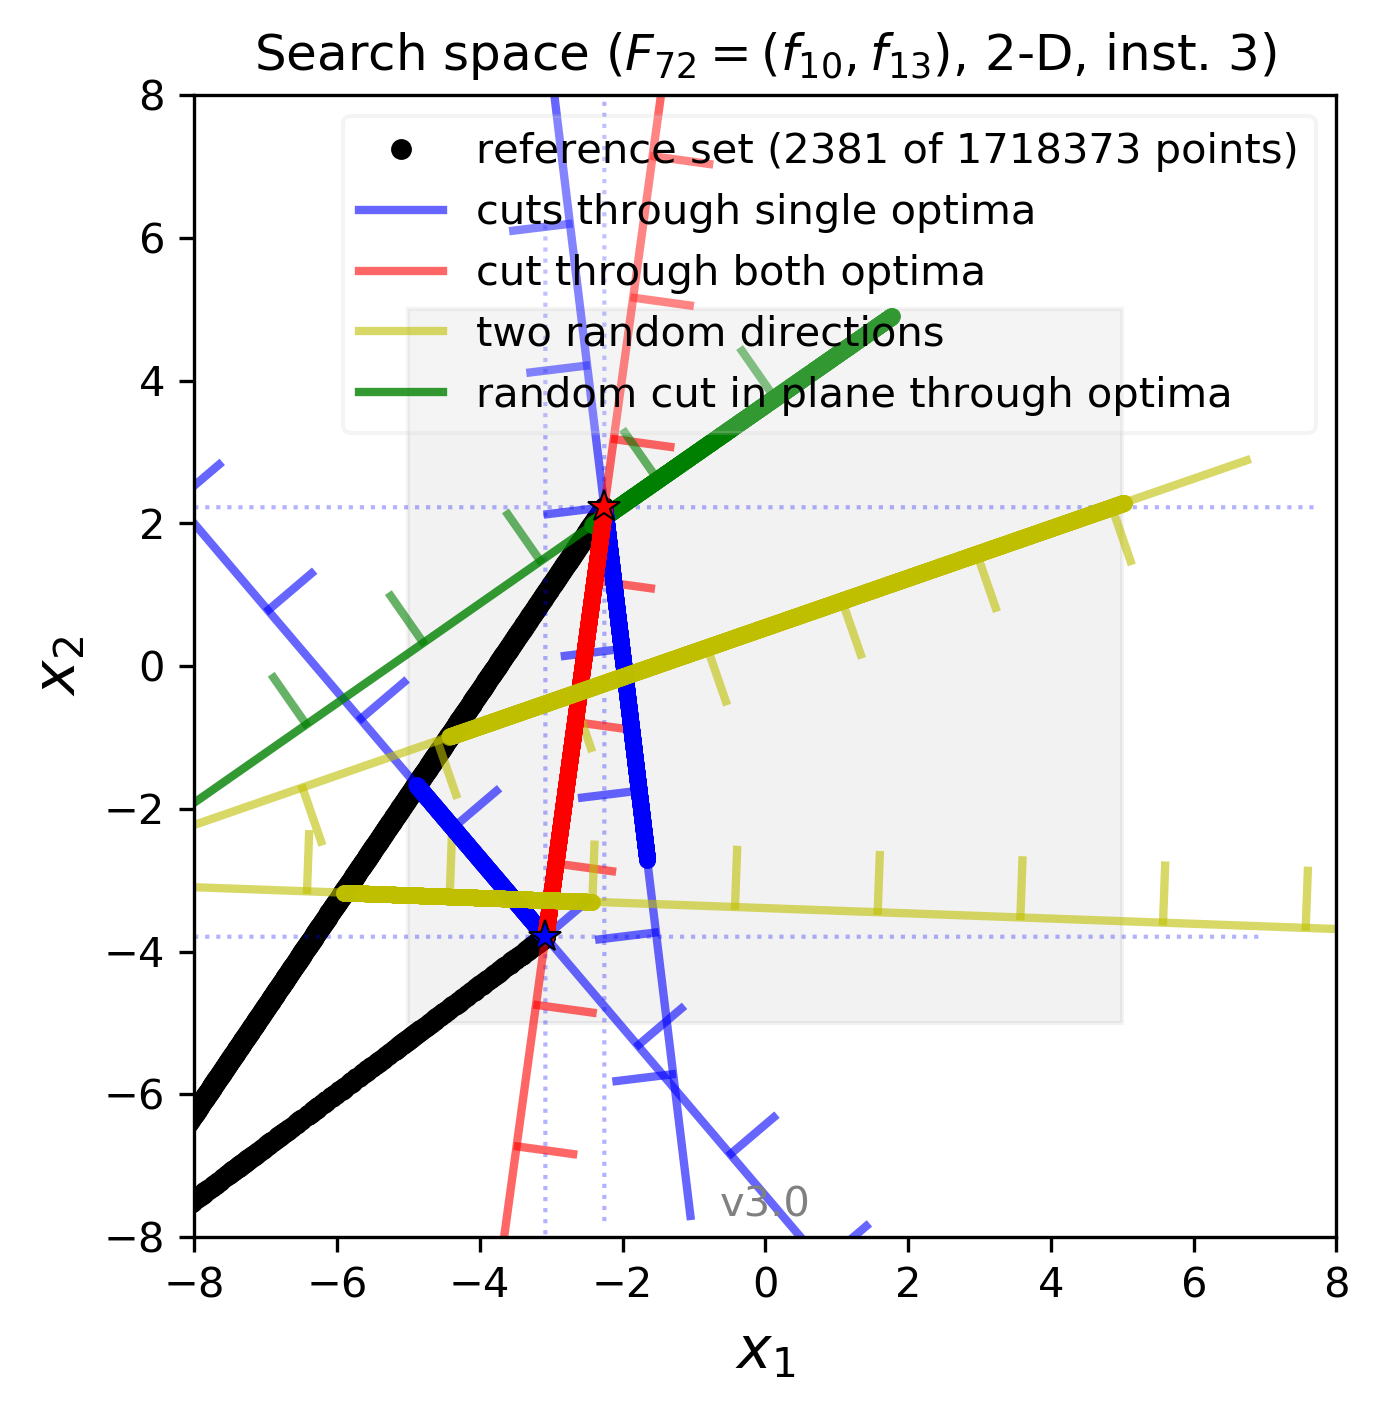 Search space (F₇₂ = (f₁₀, f₁₃), 2-D, inst. 3)
reference set (2381 of 1718373 points)
cuts through single optima
cut through both optima
two random directions
random cut in plane through optima
8
6
4
2
0
−2
−4
−6
−8
x₂
v3.0
−8 −6 −4 −2 0 2 4 6 8
x₁